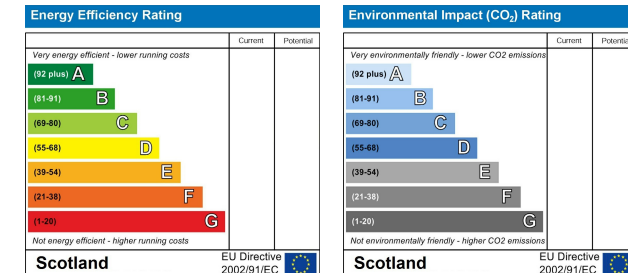 Energy Efficiency Rating
Current Potential
Very energy efficient - lower running costs
(92 plus) A
(81-91) B
(69-80) C
(55-68) D
(39-54) E
(21-38) F
(1-20) G
Not energy efficient - higher running costs
Scotland
EU Directive
2002/91/EC
Environmental Impact (CO₂) Rating
Current Potential
Very environmentally friendly - lower CO2 emissions
(92 plus) A
(81-91) B
(69-80) C
(55-68) D
(39-54) E
(21-38) F
(1-20) G
Not environmentally friendly - higher CO2 emissions
Scotland
EU Directive
2002/91/EC